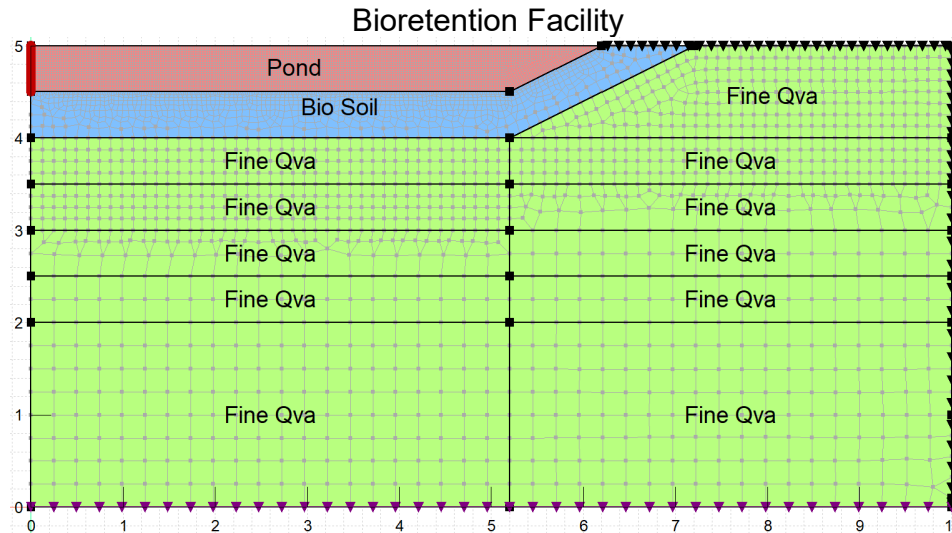 Bioretention Facility
5
Pond
Fine Qva
Bio Soil
4
Fine Qva
Fine Qva
Fine Qva
Fine Qva
3
Fine Qva
Fine Qva
Fine Qva
Fine Qva
2
Fine Qva
Fine Qva
1
0
0 1 2 3 4 5 6 7 8 9 1